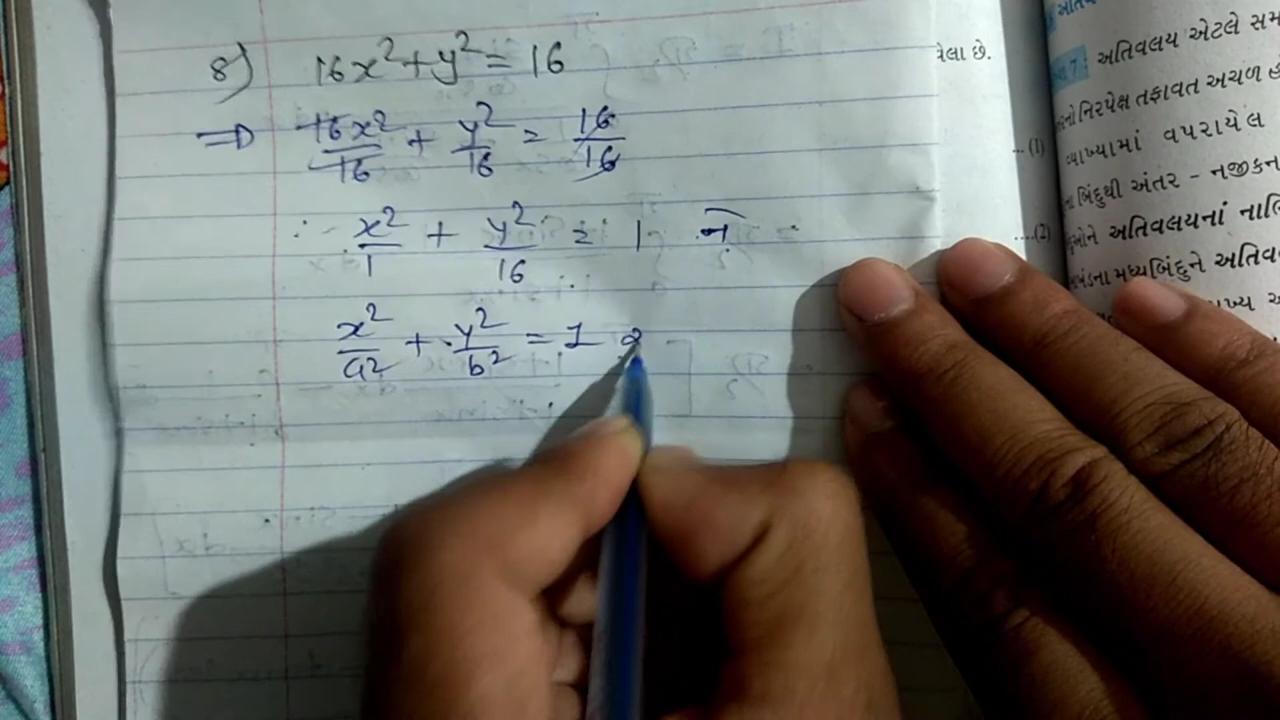 8) 16x² + y² = 16
⇒ 16x²/16 + y²/16 = 16/16
∴ x²/1 + y²/16 = 1 ને
x²/a² + y²/b² = 1
વેલા છે.
... (1)
....(2)
અતિવલય એટલે સમ
નિરપેક્ષ તફાવત અચળ હ
વ્યાખ્યામાં વપરાયેલ
ના બિંદુથી અંતર - નજીકન
અતિવલયનાં નાભિ
મધ્યબિંદુને અતિવ